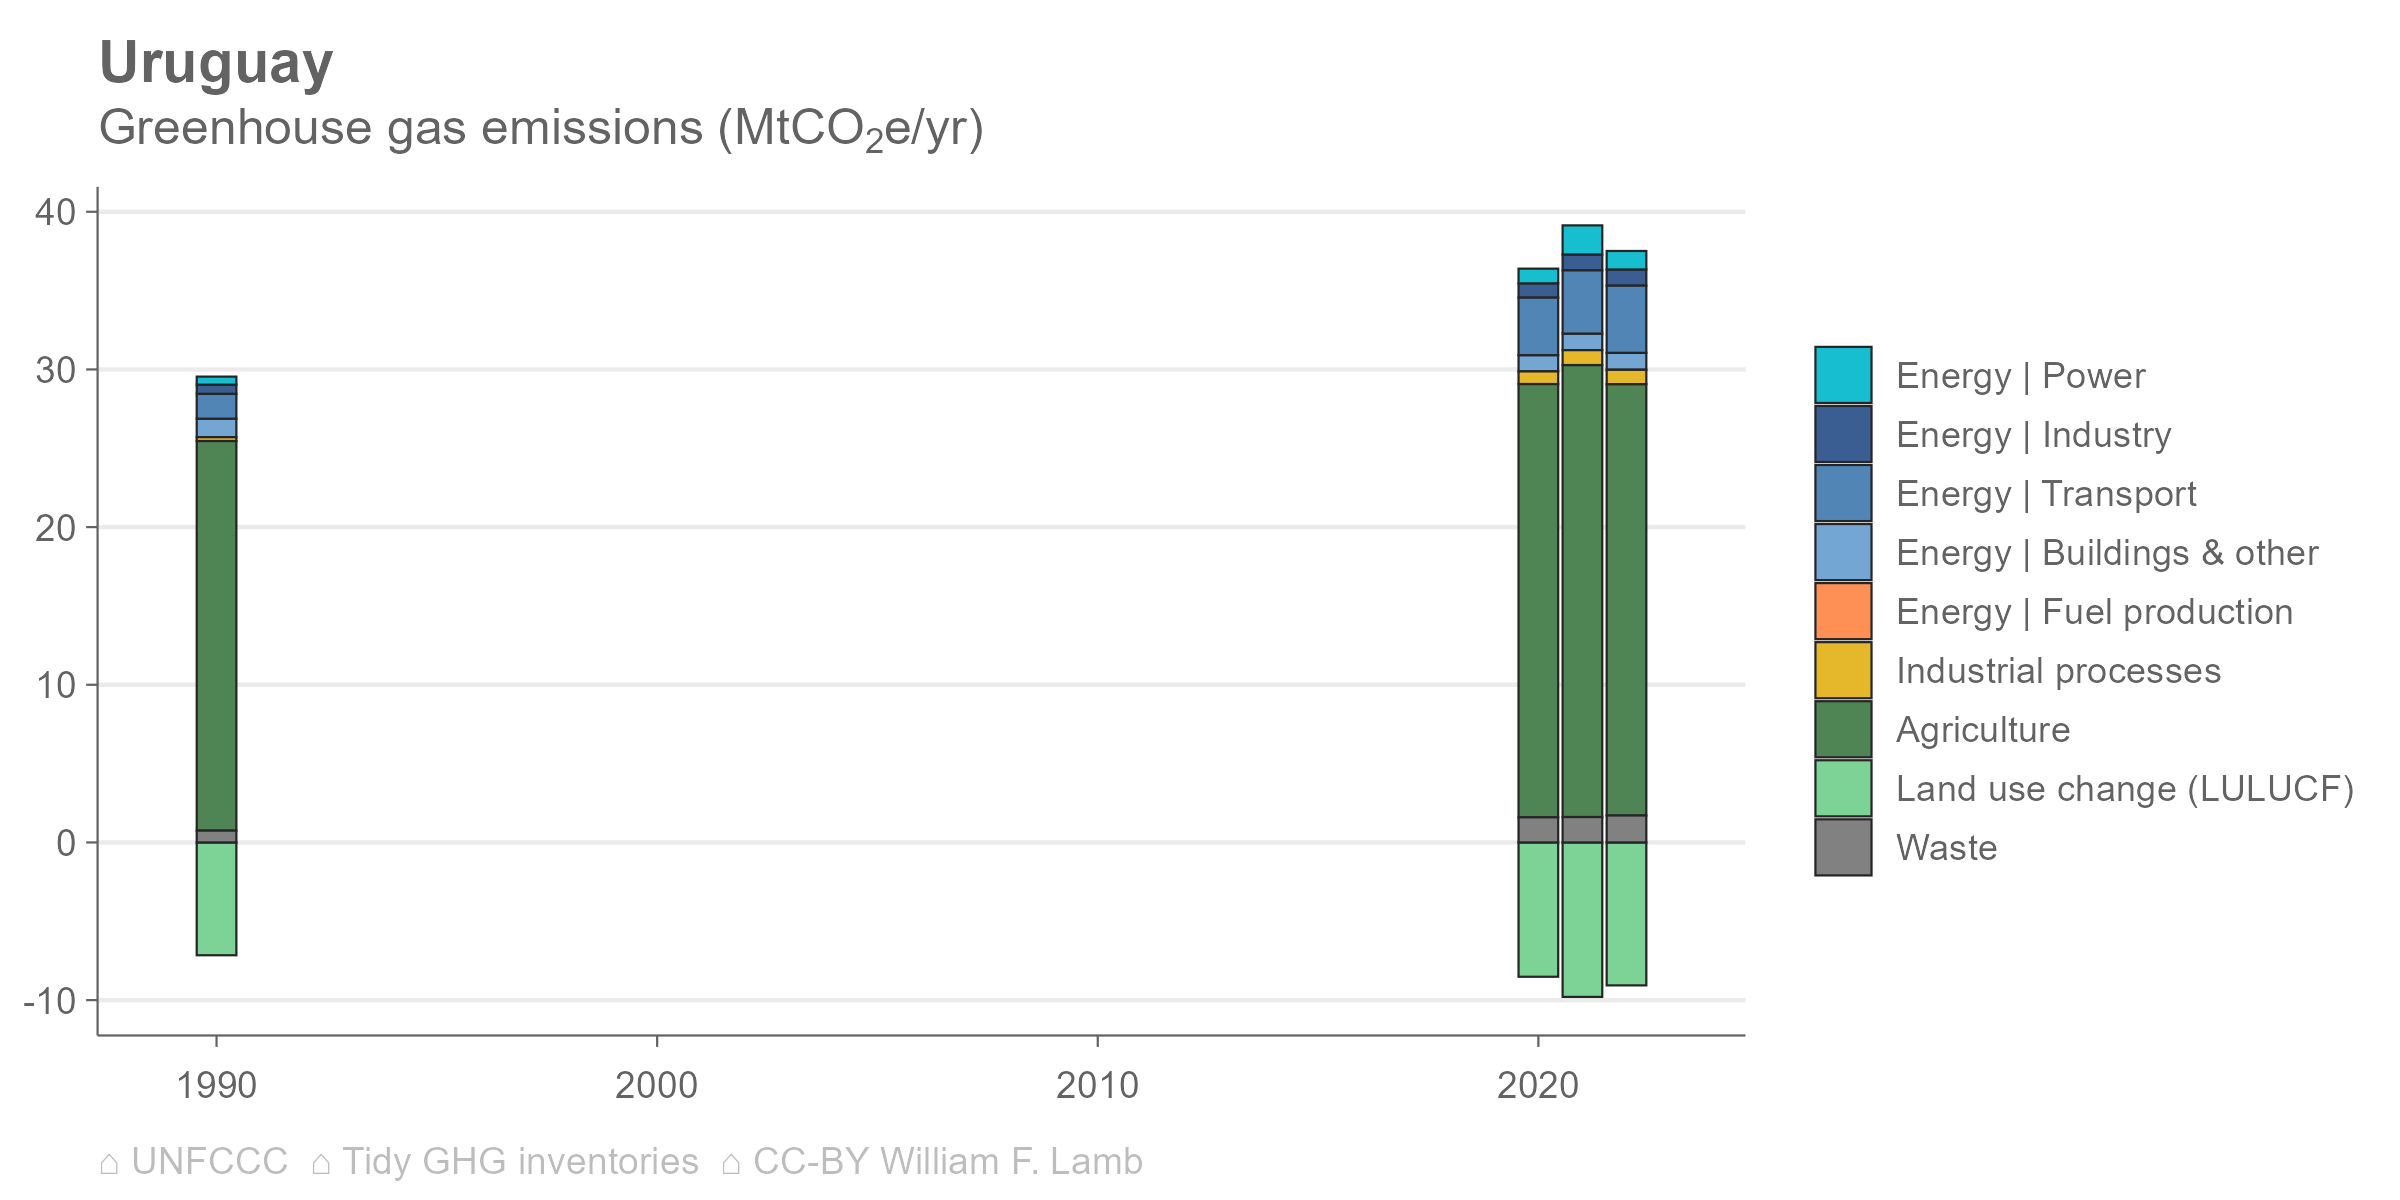 Uruguay
Greenhouse gas emissions (MtCO₂e/yr)
40
30
20
10
0
-10
1990 2000 2010 2020
Energy | Power
Energy | Industry
Energy | Transport
Energy | Buildings & other
Energy | Fuel production
Industrial processes
Agriculture
Land use change (LULUCF)
Waste
⌂ UNFCCC ⌂ Tidy GHG inventories ⌂ CC-BY William F. Lamb